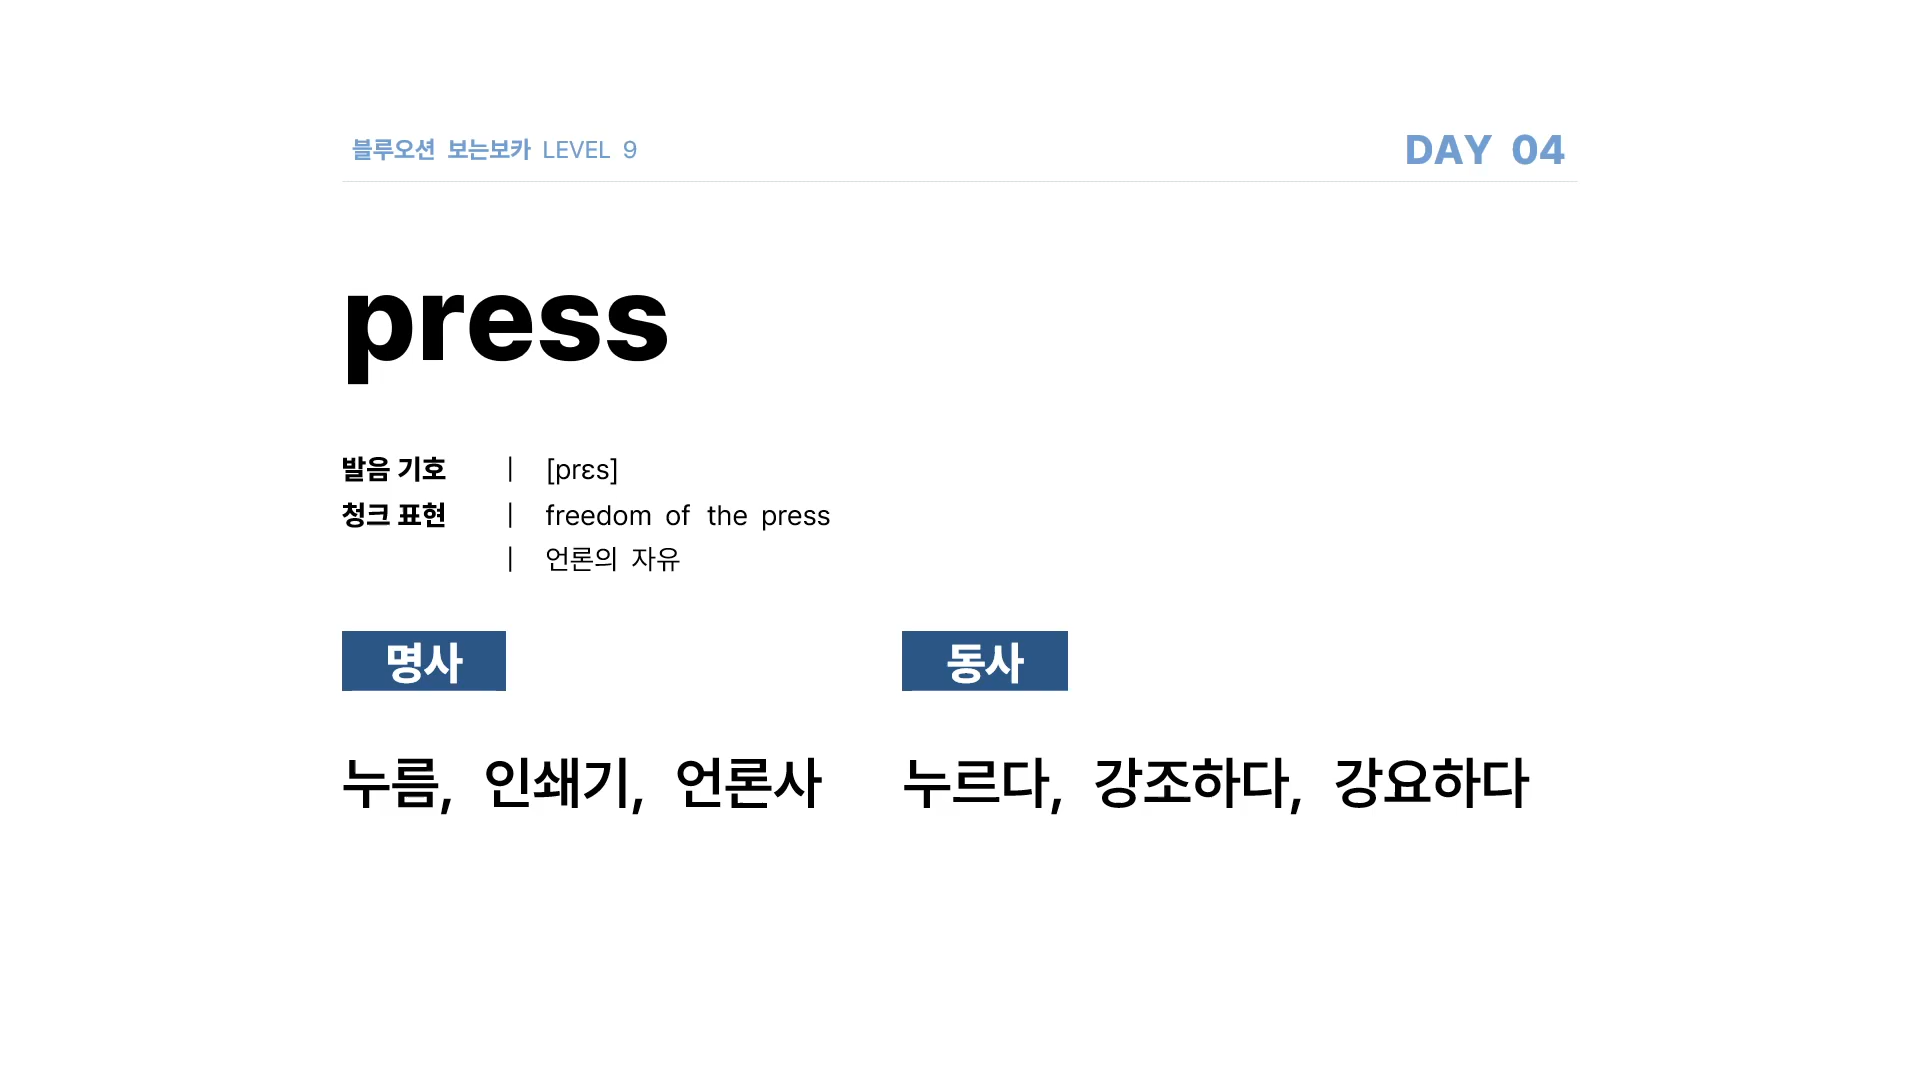 블루오션 보는보카 LEVEL 9
DAY 04
press
발음 기호 | [prɛs]
청크 표현 | freedom of the press
| 언론의 자유
명사
동사
누름, 인쇄기, 언론사
누르다, 강조하다, 강요하다